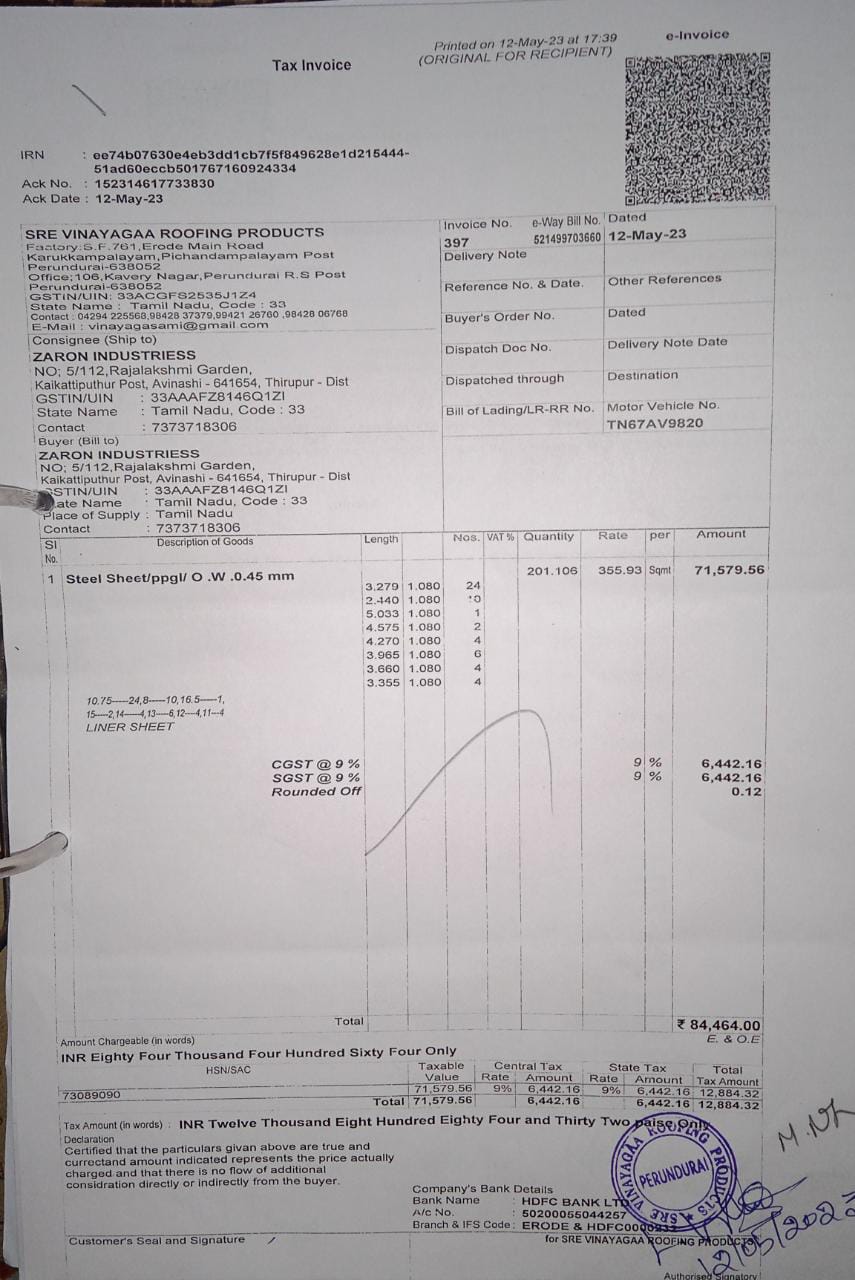 Printed on 12-May-23 at 17:39
e-Invoice
Tax Invoice
(ORIGINAL FOR RECIPIENT)
IRN : ee74b07630e4eb3dd1cb7f5f849628e1d215444-
51ad60eccb501767160924334
Ack No. : 152314617733830
Ack Date : 12-May-23
SRE VINAYAGAA ROOFING PRODUCTS
Factory:S.F.761,Erode Main Road
Karukkampalayam,Pichandampalayam Post
Perundurai-638052
Office;106,Kavery Nagar,Perundurai R.S Post
Perundurai-638052
GSTIN/UIN: 33ACGFS2535J1Z4
State Name : Tamil Nadu, Code : 33
Contact : 04294 225568,98428 37379,99421 26760 ,98428 06768
E-Mail : vinayagasami@gmail.com
Invoice No. e-Way Bill No. Dated
397 521499703660 12-May-23
Delivery Note
Reference No. & Date. Other References
Buyer's Order No. Dated
Dispatch Doc No. Delivery Note Date
Dispatched through Destination
Bill of Lading/LR-RR No. Motor Vehicle No.
TN67AV9820
Consignee (Ship to)
ZARON INDUSTRIESS
NO; 5/112,Rajalakshmi Garden,
Kaikattiputhur Post, Avinashi - 641654, Thirupur - Dist
GSTIN/UIN : 33AAAFZ8146Q1ZI
State Name : Tamil Nadu, Code : 33
Contact : 7373718306
Buyer (Bill to)
ZARON INDUSTRIESS
NO; 5/112,Rajalakshmi Garden,
Kaikattiputhur Post, Avinashi - 641654, Thirupur - Dist
GSTIN/UIN : 33AAAFZ8146Q1ZI
State Name : Tamil Nadu, Code : 33
Place of Supply : Tamil Nadu
Contact : 7373718306
Sl No. Description of Goods Length Nos. VAT % Quantity Rate per Amount
1 Steel Sheet/ppgl/ O .W .0.45 mm 201.106 355.93 Sqmt 71,579.56
3.279 1.080 24
2.440 1.080 10
5.033 1.080 1
4.575 1.080 2
4.270 1.080 4
3.965 1.080 6
3.660 1.080 4
3.355 1.080 4
10.75-----24,8-----10,16.5-----1,
15-----2,14-----4,13----6,12----4,11---4
LINER SHEET
CGST @ 9 % 9 % 6,442.16
SGST @ 9 % 9 % 6,442.16
Rounded Off 0.12
Total ₹ 84,464.00
Amount Chargeable (in words) E. & O.E
INR Eighty Four Thousand Four Hundred Sixty Four Only
HSN/SAC Taxable Value Central Tax State Tax Total Tax Amount
Rate Amount Rate Amount
73089090 71,579.56 9% 6,442.16 9% 6,442.16 12,884.32
Total 71,579.56 6,442.16 6,442.16 12,884.32
Tax Amount (in words) : INR Twelve Thousand Eight Hundred Eighty Four and Thirty Two paise Only
Declaration
Certified that the particulars givan above are true and
currectand amount indicated represents the price actually
charged and that there is no flow of additional
considration directly or indirectly from the buyer.
Company's Bank Details
Bank Name : HDFC BANK LTD
A/c No. : 50200055044257
Branch & IFS Code : ERODE &
SRE VINAYAGAA ROOFING PRODUCTS
PERUNDURAI
12/05/2023
Customer's Seal and Signature
for SRE VINAYAGAA ROOFING PRODUCTS
Authorised Signatory